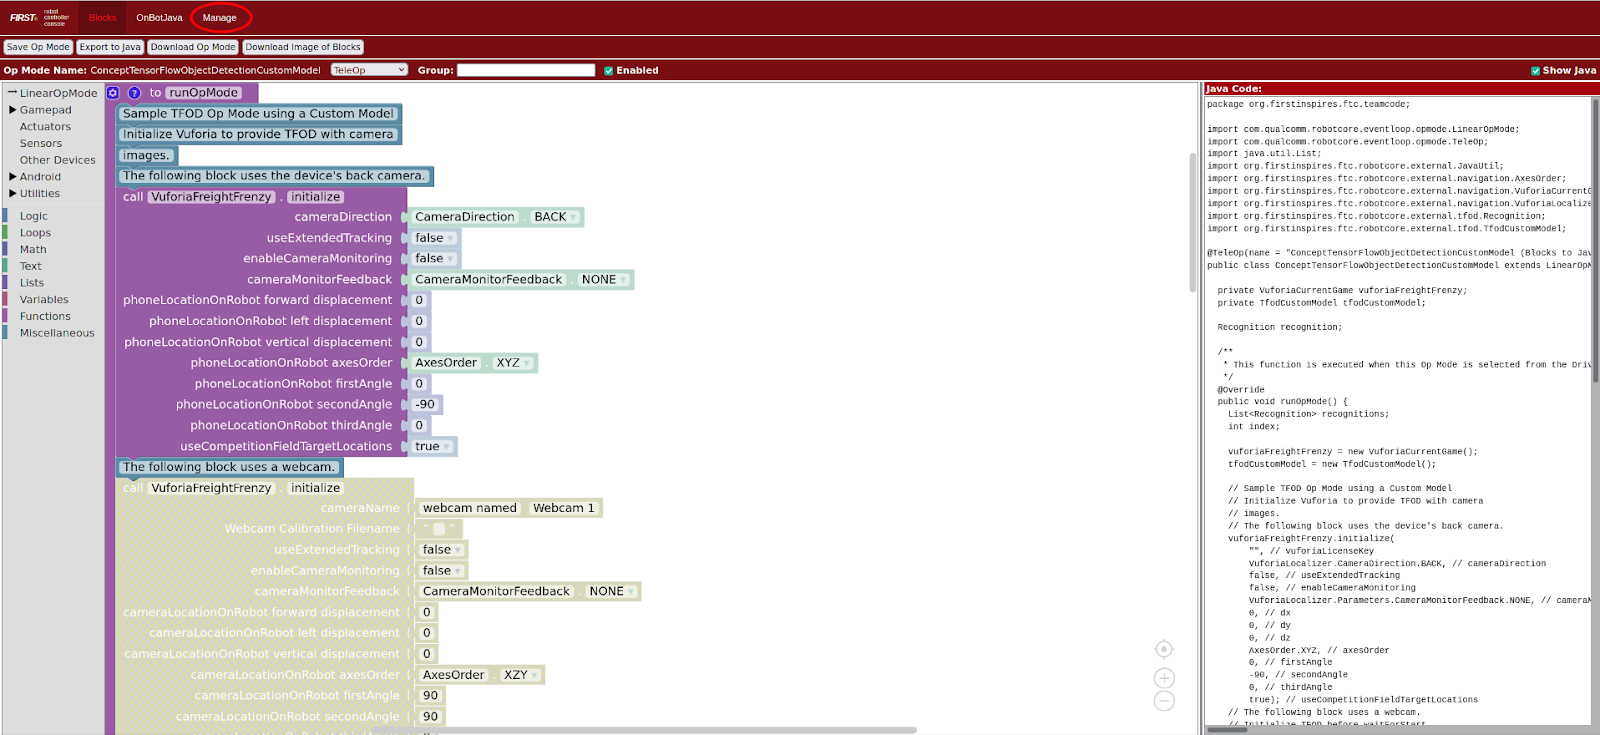 FIRST® robot controller console Blocks OnBotJava Manage
Save Op Mode Export to Java Download Op Mode Download Image of Blocks
Op Mode Name: ConceptTensorFlowObjectDetectionCustomModel TeleOp Group: Enabled Show Java
LinearOpMode
Gamepad
Actuators
Sensors
Other Devices
Android
Utilities
Logic
Loops
Math
Text
Lists
Variables
Functions
Miscellaneous
? to runOpMode
Sample TFOD Op Mode using a Custom Model
Initialize Vuforia to provide TFOD with camera
images.
The following block uses the device's back camera.
call VuforiaFreightFrenzy . initialize
cameraDirection CameraDirection . BACK
useExtendedTracking false
enableCameraMonitoring false
cameraMonitorFeedback CameraMonitorFeedback . NONE
phoneLocationOnRobot forward displacement 0
phoneLocationOnRobot left displacement 0
phoneLocationOnRobot vertical displacement 0
phoneLocationOnRobot axesOrder AxesOrder . XYZ
phoneLocationOnRobot firstAngle 0
phoneLocationOnRobot secondAngle -90
phoneLocationOnRobot thirdAngle 0
useCompetitionFieldTargetLocations true
The following block uses a webcam.
call VuforiaFreightFrenzy . initialize
cameraName webcam named Webcam 1
Webcam Calibration Filename " "
useExtendedTracking false
enableCameraMonitoring false
cameraMonitorFeedback CameraMonitorFeedback . NONE
cameraLocationOnRobot forward displacement 0
cameraLocationOnRobot left displacement 0
cameraLocationOnRobot vertical displacement 0
cameraLocationOnRobot axesOrder AxesOrder . XZY
cameraLocationOnRobot firstAngle 90
cameraLocationOnRobot secondAngle 90
Java Code:
package org.firstinspires.ftc.teamcode;
import com.qualcomm.robotcore.eventloop.opmode.LinearOpMode;
import com.qualcomm.robotcore.eventloop.opmode.TeleOp;
import java.util.List;
import org.firstinspires.ftc.robotcore.external.JavaUtil;
import org.firstinspires.ftc.robotcore.external.navigation.AxesOrder;
import org.firstinspires.ftc.robotcore.external.navigation.VuforiaCurrentG
import org.firstinspires.ftc.robotcore.external.navigation.VuforiaLocalize
import org.firstinspires.ftc.robotcore.external.tfod.Recognition;
import org.firstinspires.ftc.robotcore.external.tfod.TfodCustomModel;
@TeleOp(name = "ConceptTensorFlowObjectDetectionCustomModel (Blocks to Jav
public class ConceptTensorFlowObjectDetectionCustomModel extends LinearOpM
private VuforiaCurrentGame vuforiaFreightFrenzy;
private TfodCustomModel tfodCustomModel;
Recognition recognition;
/**
* This function is executed when this Op Mode is selected from the Driv
*/
@Override
public void runOpMode() {
List<Recognition> recognitions;
int index;
vuforiaFreightFrenzy = new VuforiaCurrentGame();
tfodCustomModel = new TfodCustomModel();
// Sample TFOD Op Mode using a Custom Model
// Initialize Vuforia to provide TFOD with camera
// images.
// The following block uses the device's back camera.
vuforiaFreightFrenzy.initialize(
"", // vuforiaLicenseKey
VuforiaLocalizer.CameraDirection.BACK, // cameraDirection
false, // useExtendedTracking
false, // enableCameraMonitoring
VuforiaLocalizer.Parameters.CameraMonitorFeedback.NONE, // cameraM
0, // dx
0, // dy
0, // dz
AxesOrder.XYZ, // axesOrder
0, // firstAngle
-90, // secondAngle
0, // thirdAngle
true); // useCompetitionFieldTargetLocations
// The following block uses a webcam.
// Initialize TFOD before waitForStart